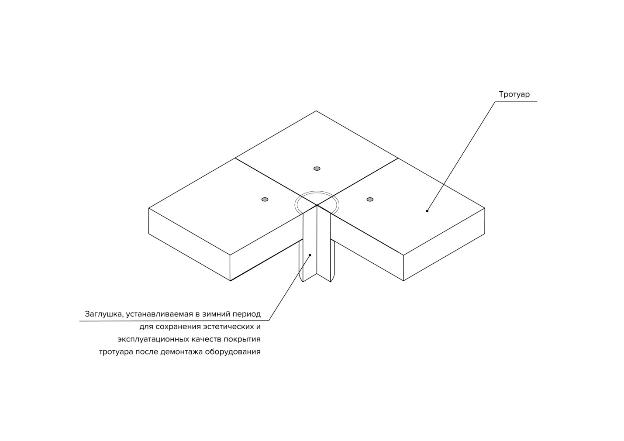 Тротуар
Заглушка, устанавливаемая в зимний период
для сохранения эстетических и
эксплуатационных качеств покрытия
тротуара после демонтажа оборудования